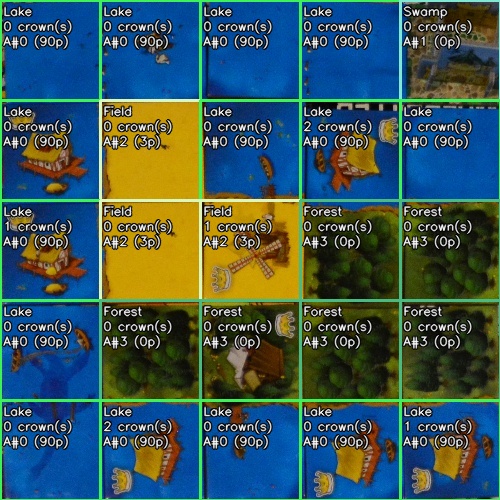 Lake
0 crown(s)
A#0 (90p)
Lake
0 crown(s)
A#0 (90p)
Lake
0 crown(s)
A#0 (90p)
Lake
0 crown(s)
A#0 (90p)
Swamp
0 crown(s)
A#1 (0p)
Lake
0 crown(s)
A#0 (90p)
Field
0 crown(s)
A#2 (3p)
Lake
0 crown(s)
A#0 (90p)
Lake
2 crown(s)
A#0 (90p)
Lake
0 crown(s)
A#0 (90p)
Lake
1 crown(s)
A#0 (90p)
Field
0 crown(s)
A#2 (3p)
Field
1 crown(s)
A#2 (3p)
Forest
0 crown(s)
A#3 (0p)
Forest
0 crown(s)
A#3 (0p)
Lake
0 crown(s)
A#0 (90p)
Forest
0 crown(s)
A#3 (0p)
Forest
0 crown(s)
A#3 (0p)
Forest
0 crown(s)
A#3 (0p)
Forest
0 crown(s)
A#3 (0p)
Lake
0 crown(s)
A#0 (90p)
Lake
2 crown(s)
A#0 (90p)
Lake
0 crown(s)
A#0 (90p)
Lake
0 crown(s)
A#0 (90p)
Lake
1 crown(s)
A#0 (90p)